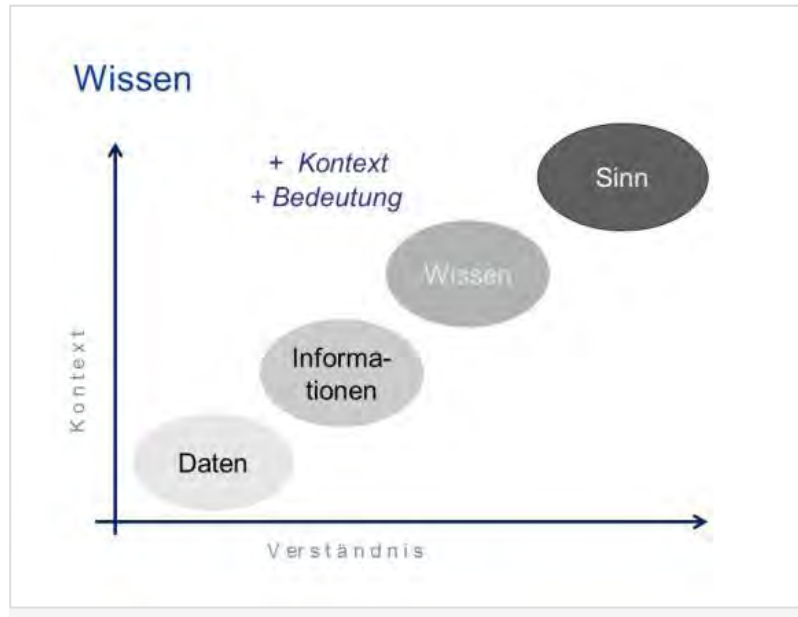 Wissen
+ Kontext
+ Bedeutung
Sinn
Wissen
Informa-
tionen
Daten
Kontext
Verständnis